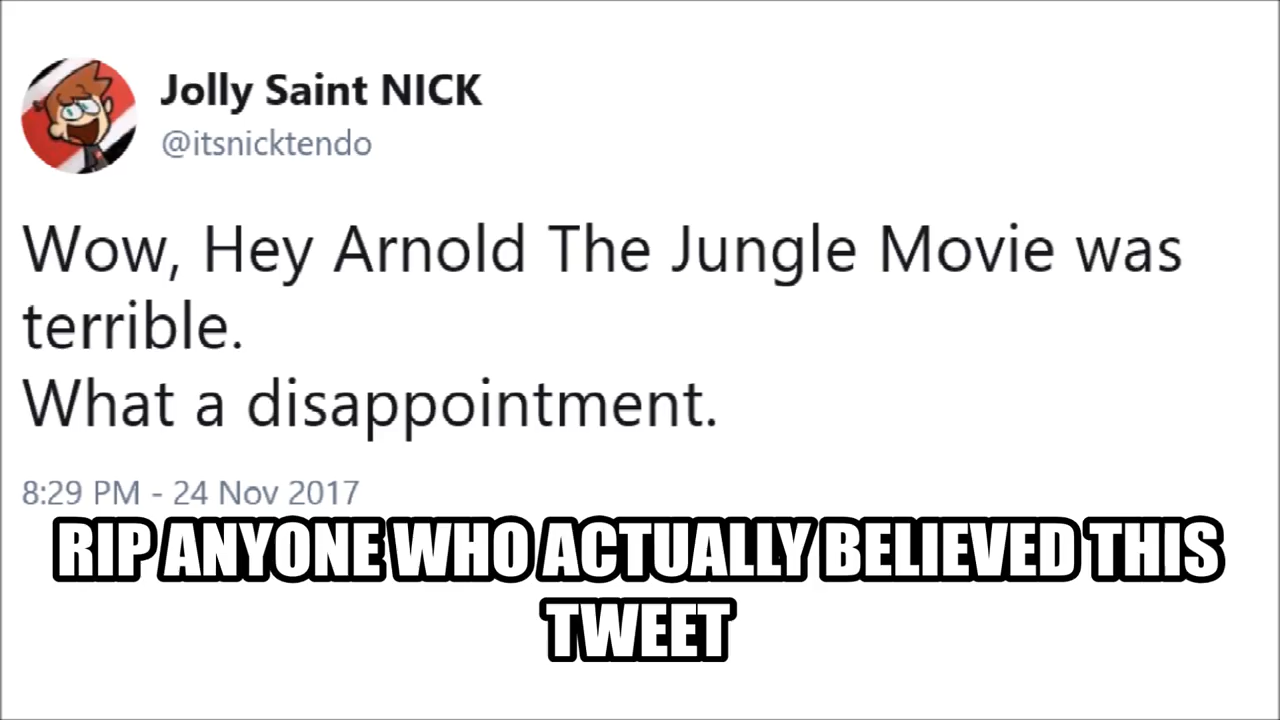 Jolly Saint NICK
@itsnicktendo
Wow, Hey Arnold The Jungle Movie was
terrible.
What a disappointment.
8:29 PM - 24 Nov 2017
RIP ANYONE WHO ACTUALLY BELIEVED THIS
TWEET